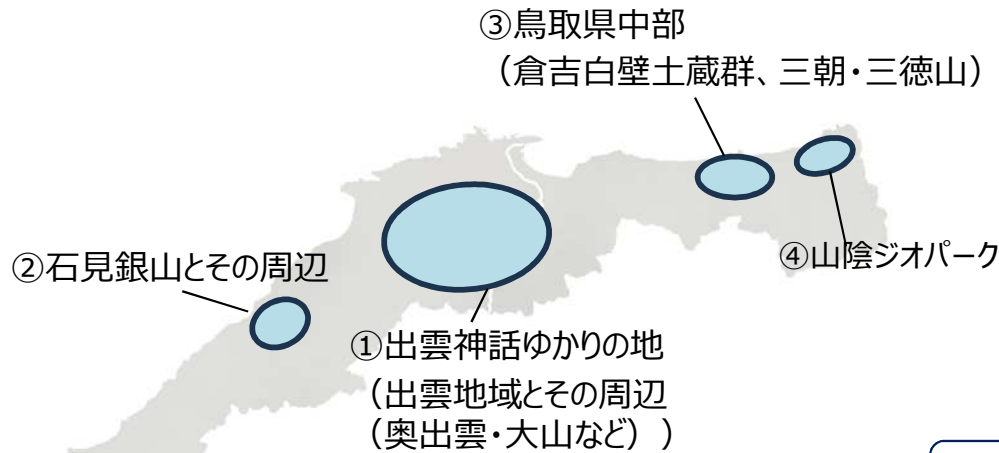 ③鳥取県中部
（倉吉白壁土蔵群、三朝・三徳山）
②石見銀山とその周辺
④山陰ジオパーク
①出雲神話ゆかりの地
（出雲地域とその周辺
（奥出雲・大山など））